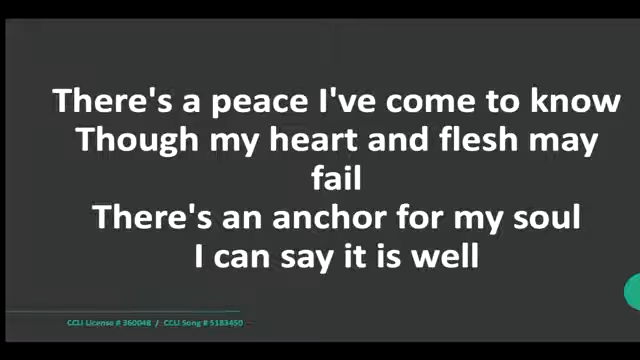 There's a peace I've come to know
Though my heart and flesh may
fail
There's an anchor for my soul
I can say it is well
CCLI License # 360048 / CCLI Song # 5183450